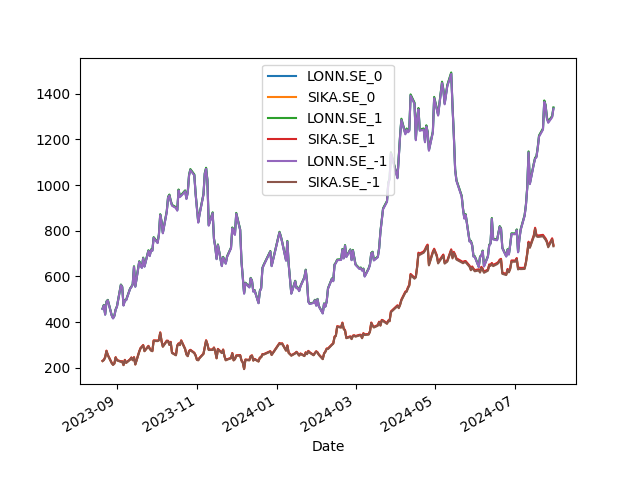 LONN.SE_0
SIKA.SE_0
LONN.SE_1
SIKA.SE_1
LONN.SE_-1
SIKA.SE_-1
1400
1200
1000
800
600
400
200
2023-09
2023-11
2024-01
2024-03
2024-05
2024-07
Date